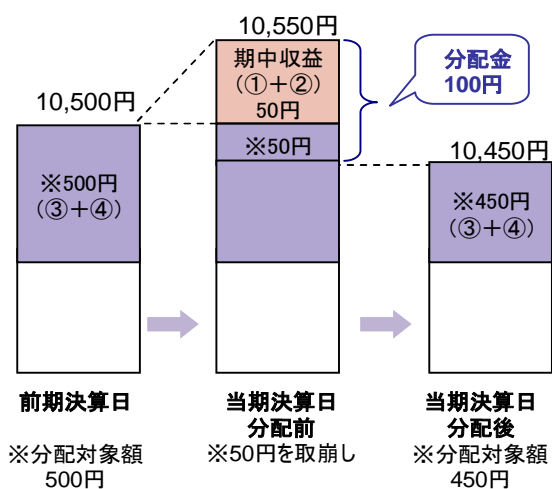 10,550円
期中収益
(①+②)
50円
分配金
100円
10,500円
※50円
10,450円
※500円
(③+④)
※450円
(③+④)
前期決算日
当期決算日
分配前
当期決算日
分配後
※分配対象額
500円
※50円を取崩し
※分配対象額
450円